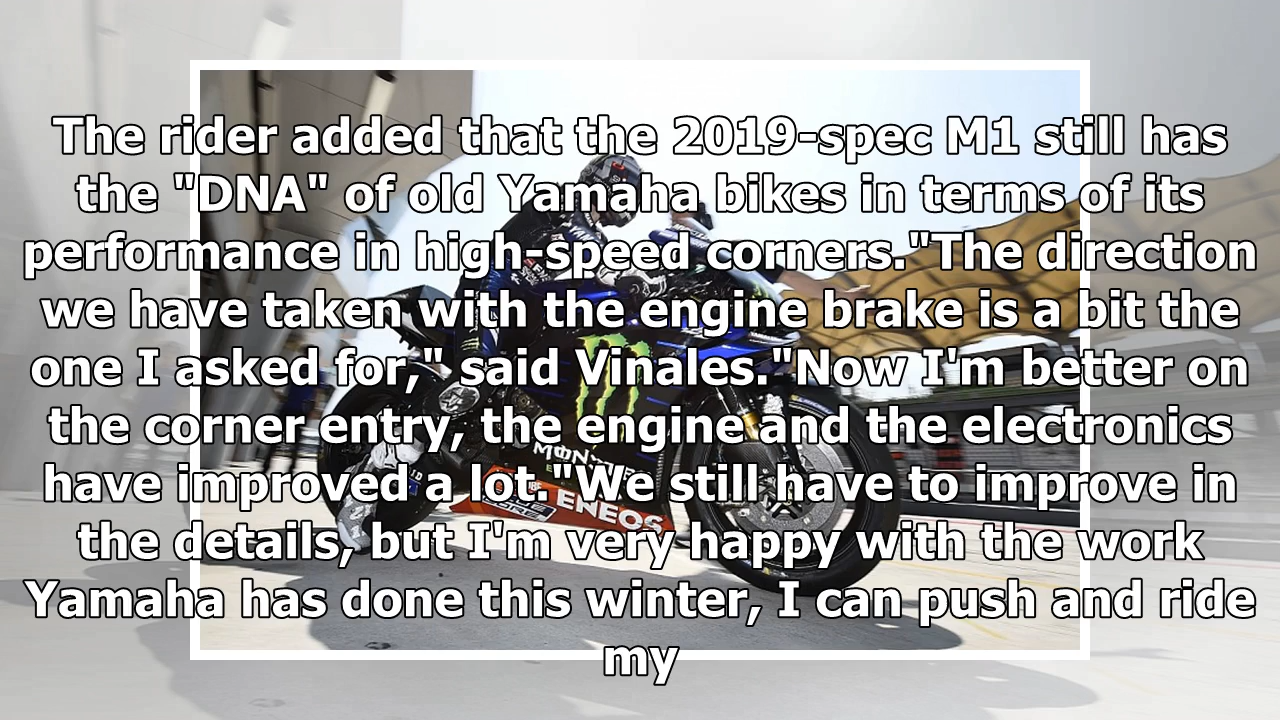 The rider added that the 2019-spec M1 still has
the "DNA" of old Yamaha bikes in terms of its
performance in high-speed corners."The direction
we have taken with the engine brake is a bit the
one I asked for," said Vinales."Now I'm better on
the corner entry, the engine and the electronics
have improved a lot."We still have to improve in
the details, but I'm very happy with the work
Yamaha has done this winter, I can push and ride
my
ENEOS